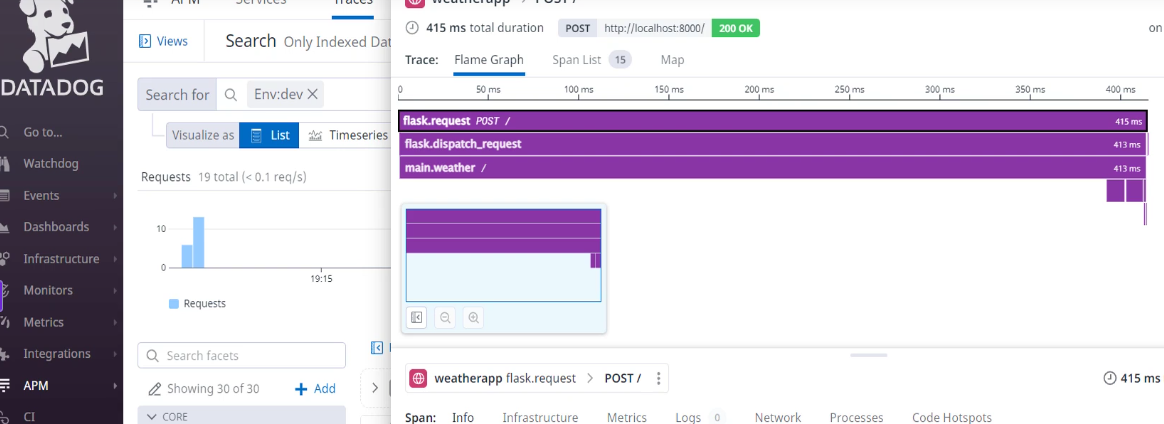 DATADOG
Go to...
Watchdog
Events
Dashboards
Infrastructure
Monitors
Metrics
Integrations
APM
CI
APM Services Traces
Views
Search Only Indexed Dat
Search for Env:dev
Visualize as List Timeseries
Requests 19 total (< 0.1 req/s)
10
0
19:15
Requests
Search facets
Showing 30 of 30 Add
CORE
weatherapp POST /
415 ms total duration POST http://localhost:8000/ 200 OK on
Trace: Flame Graph Span List 15 Map
0 50 ms 100 ms 150 ms 200 ms 250 ms 300 ms 350 ms 400 ms
flask.request POST / 415 ms
flask.dispatch_request 413 ms
main.weather / 413 ms
weatherapp flask.request > POST / 415 ms
Span: Info Infrastructure Metrics Logs 0 Network Processes Code Hotspots